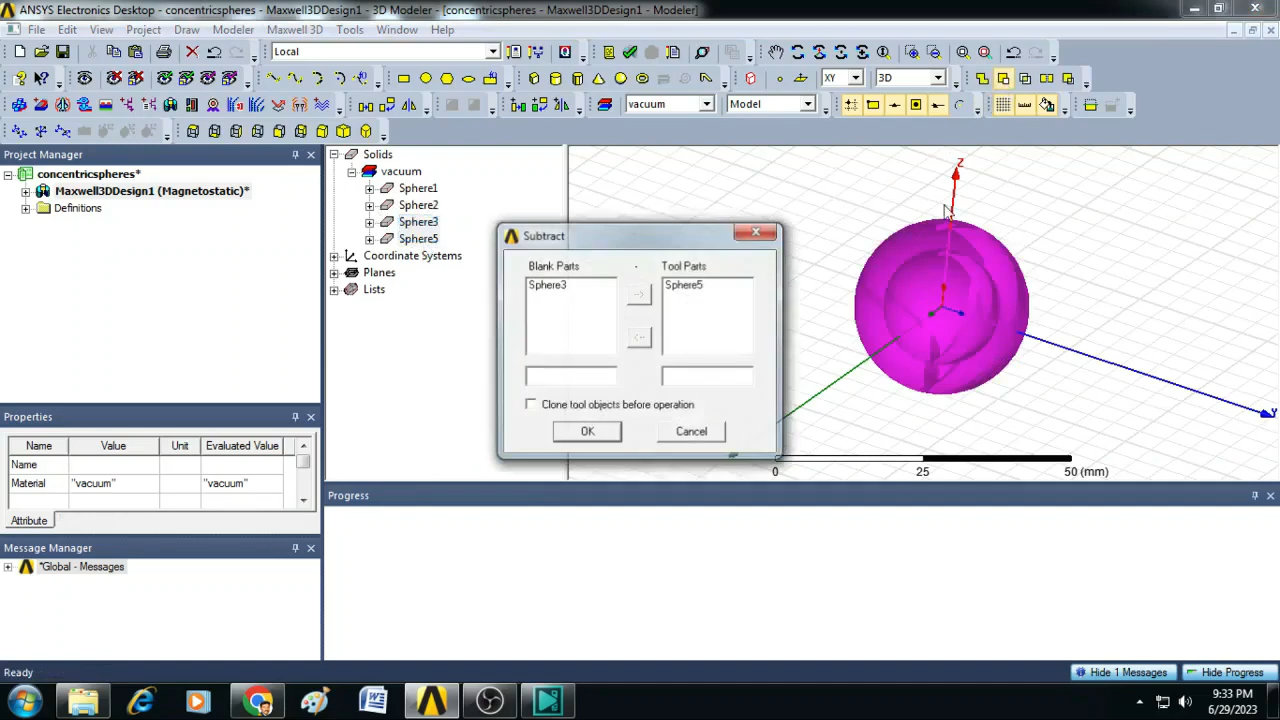 ANSYS Electronics Desktop - concentricspheres - Maxwell3DDesign1 - 3D Modeler - [concentricspheres - Maxwell3DDesign1 - Modeler]
File Edit View Project Draw Modeler Maxwell 3D Tools Window Help
Local
XY
3D
vacuum
Model
Project Manager
concentricspheres*
Maxwell3DDesign1 (Magnetostatic)*
Definitions
Solids
vacuum
Sphere1
Sphere2
Sphere3
Sphere5
Coordinate Systems
Planes
Lists
Subtract
Blank Parts Tool Parts
Sphere3 Sphere5
-->
<--
Clone tool objects before operation
OK Cancel
Z
Y
0 25 50 (mm)
Properties
Name Value Unit Evaluated Value
Name
Material "vacuum" "vacuum"
Attribute
Message Manager
*Global - Messages
Progress
Ready
Hide 1 Messages Hide Progress
9:33 PM
6/29/2023